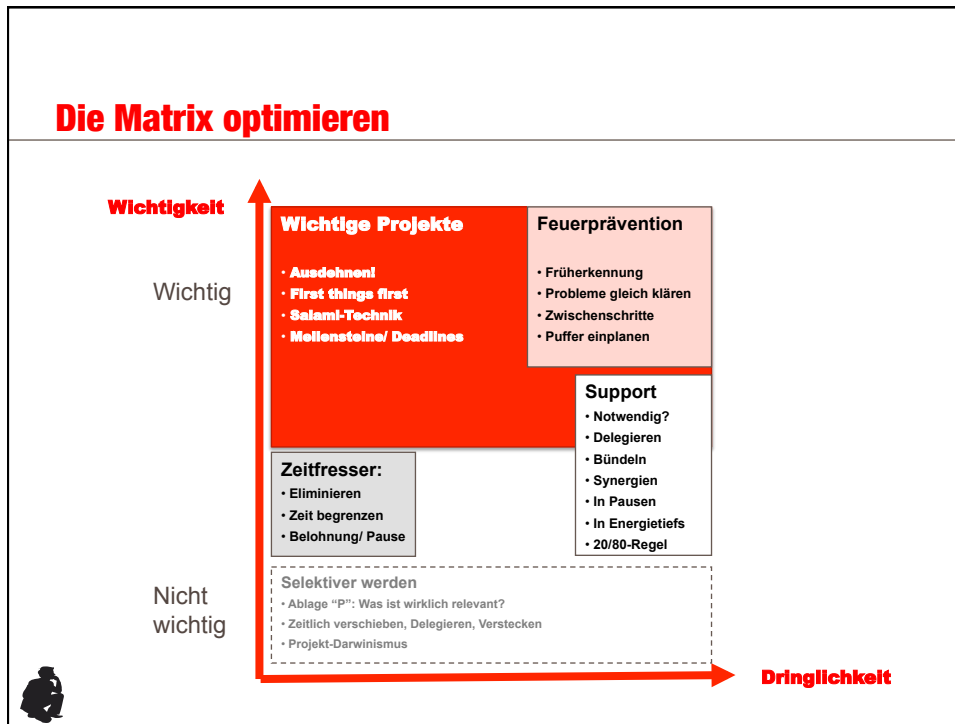 Die Matrix optimieren
Wichtigkeit
Wichtig
Wichtige Projekte
• Ausdehnen!
• First things first
• Salami-Technik
• Meilensteine/ Deadlines
Feuerprävention
• Früherkennung
• Probleme gleich klären
• Zwischenschritte
• Puffer einplanen
Support
• Notwendig?
• Delegieren
• Bündeln
• Synergien
• In Pausen
• In Energietiefs
• 20/80-Regel
Zeitfresser:
• Eliminieren
• Zeit begrenzen
• Belohnung/ Pause
Nicht
wichtig
Selektiver werden
• Ablage “P”: Was ist wirklich relevant?
• Zeitlich verschieben, Delegieren, Verstecken
• Projekt-Darwinismus
Dringlichkeit